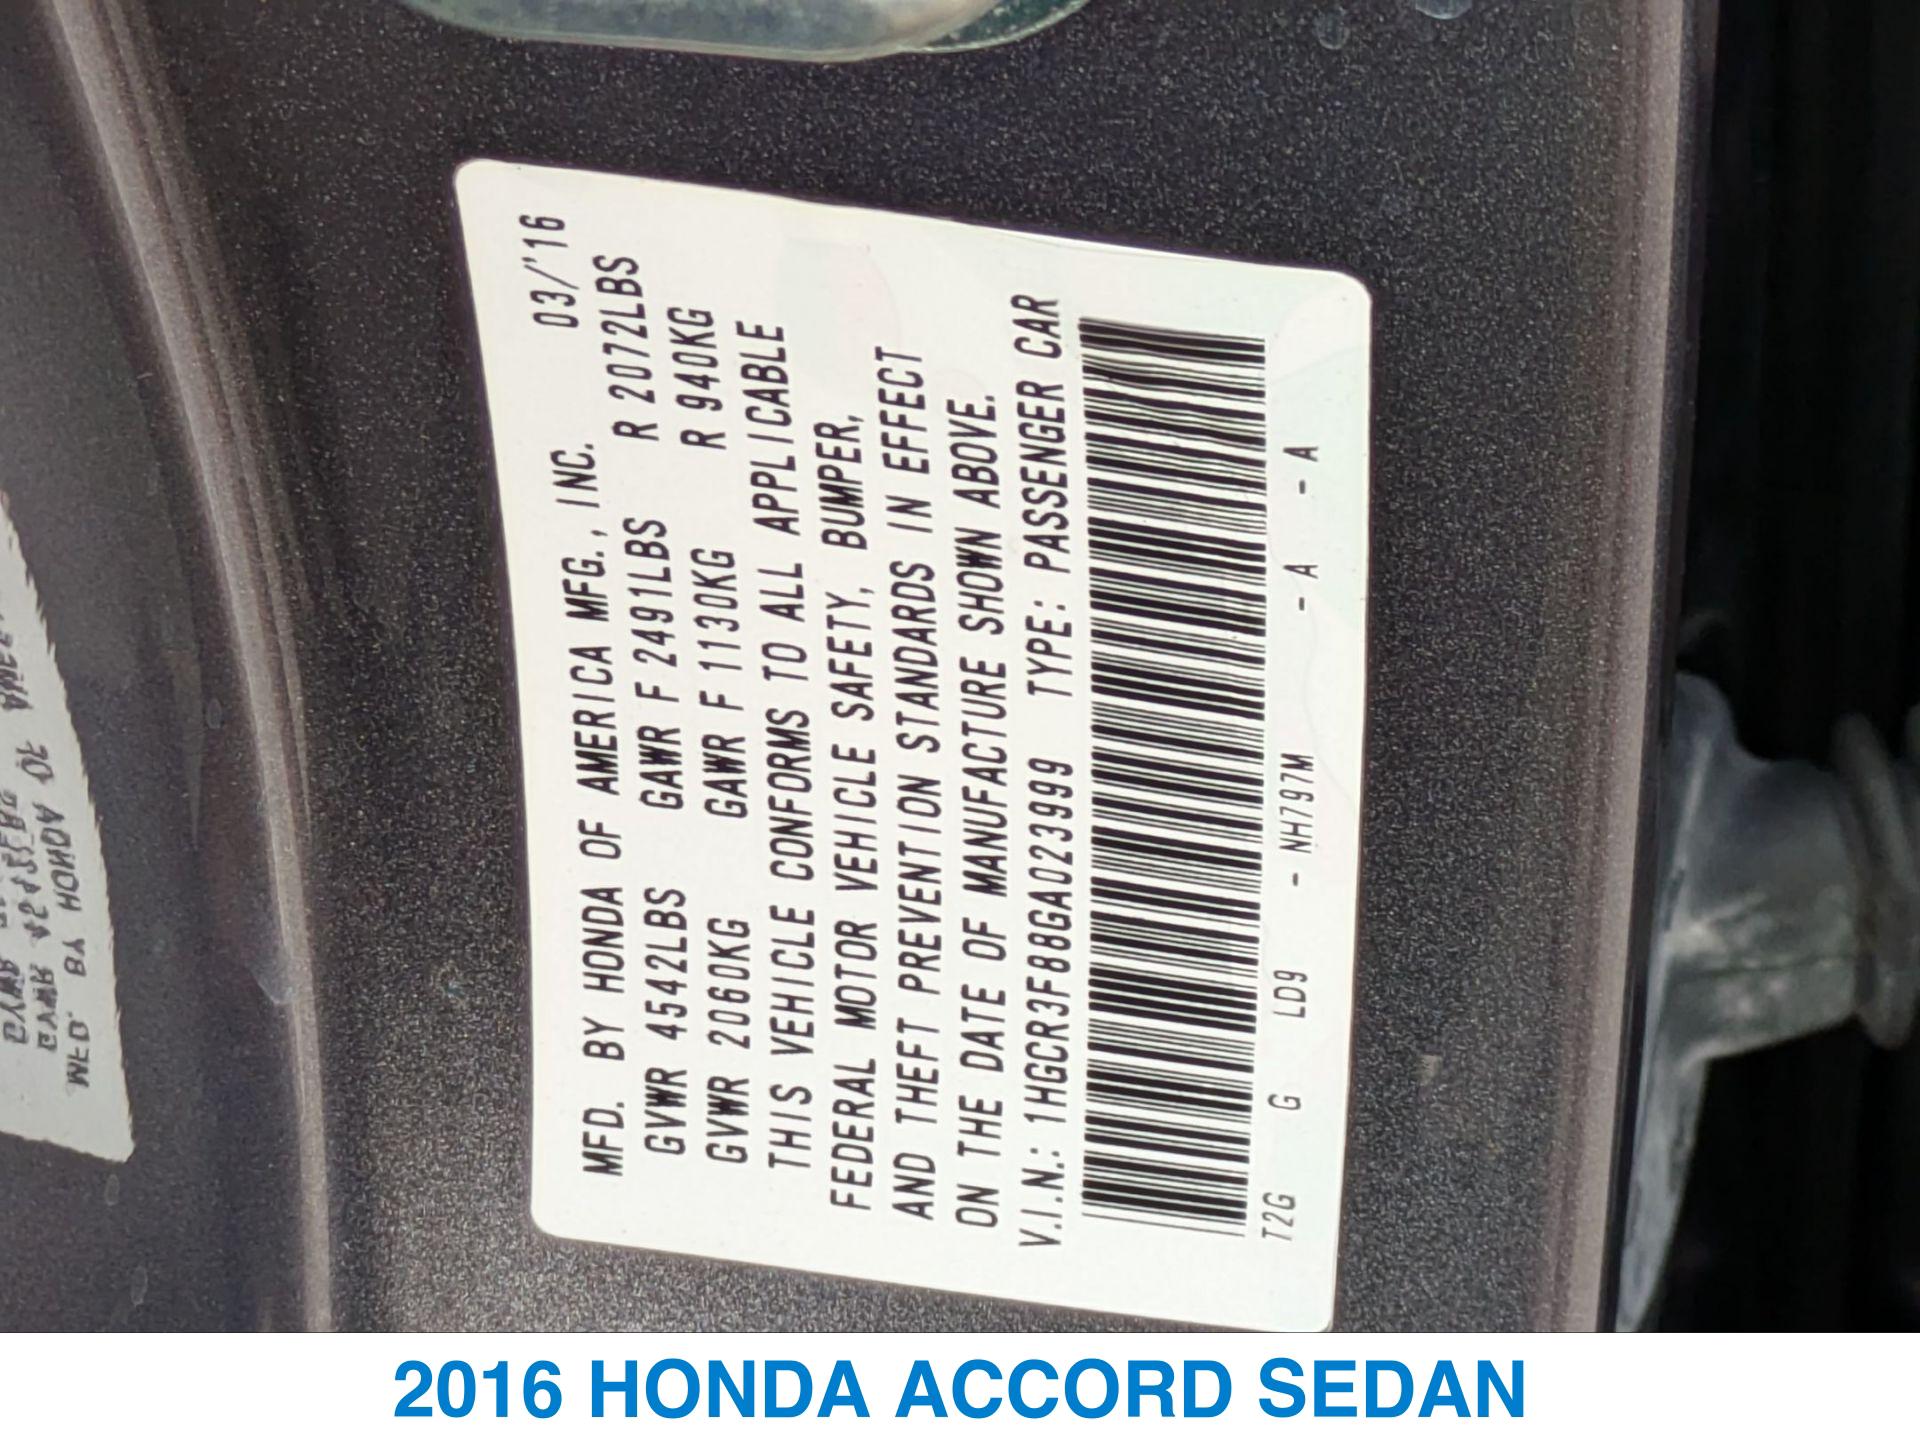 MFD. BY HONDA OF AMERICA MFG., INC. 03/'16
GVWR 4542LBS GAWR F 2491LBS R 2072LBS
GVWR 2060KG GAWR F 1130KG R 940KG
THIS VEHICLE CONFORMS TO ALL APPLICABLE
FEDERAL MOTOR VEHICLE SAFETY, BUMPER,
AND THEFT PREVENTION STANDARDS IN EFFECT
ON THE DATE OF MANUFACTURE SHOWN ABOVE.
V.I.N.: 1HGCR3F88GA023999 TYPE: PASSENGER CAR
T2G G LD9 - NH797M - A - A
2016 HONDA ACCORD SEDAN